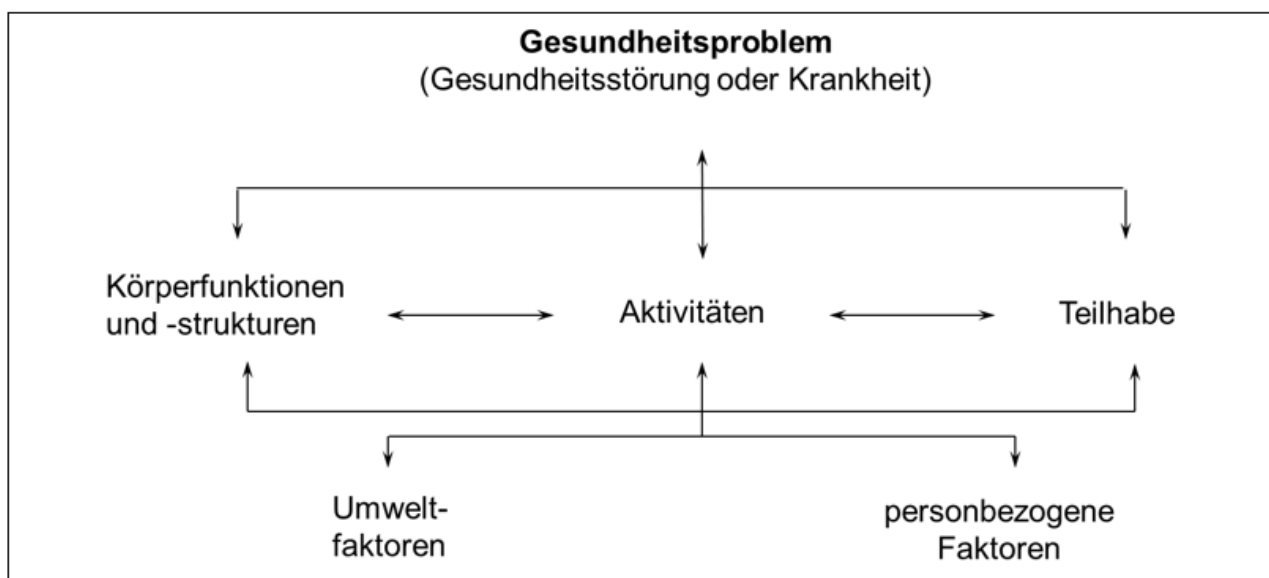 Gesundheitsproblem
(Gesundheitsstörung oder Krankheit)
Körperfunktionen
und -strukturen
Aktivitäten
Teilhabe
Umwelt-
faktoren
personbezogene
Faktoren